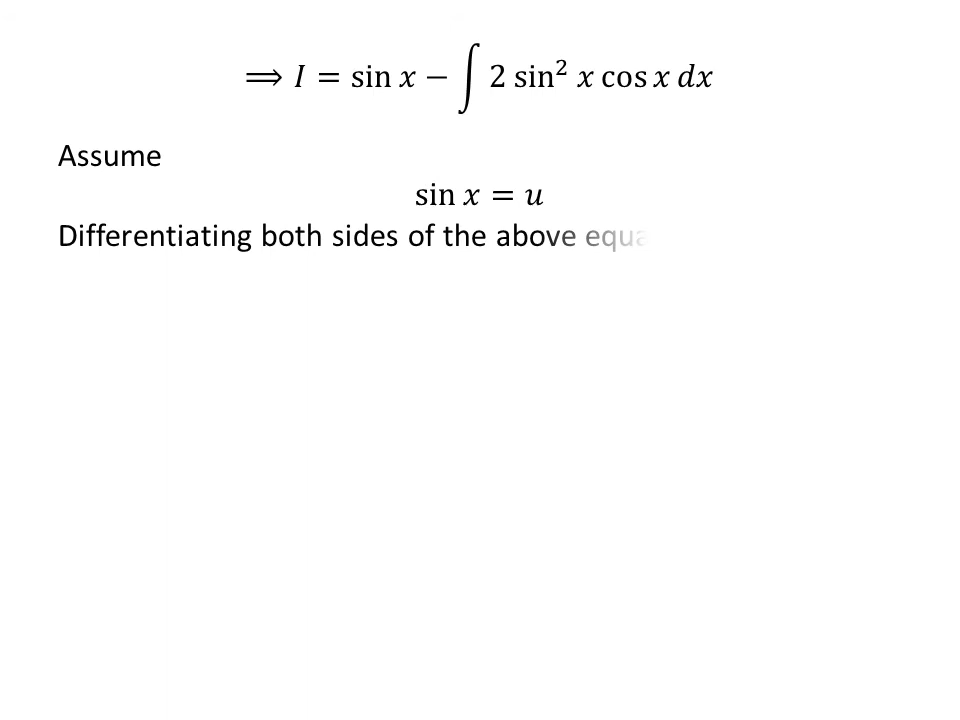 ⟹ I = sin x − ∫ 2 sin² x cos x dx
Assume
sin x = u
Differentiating both sides of the above